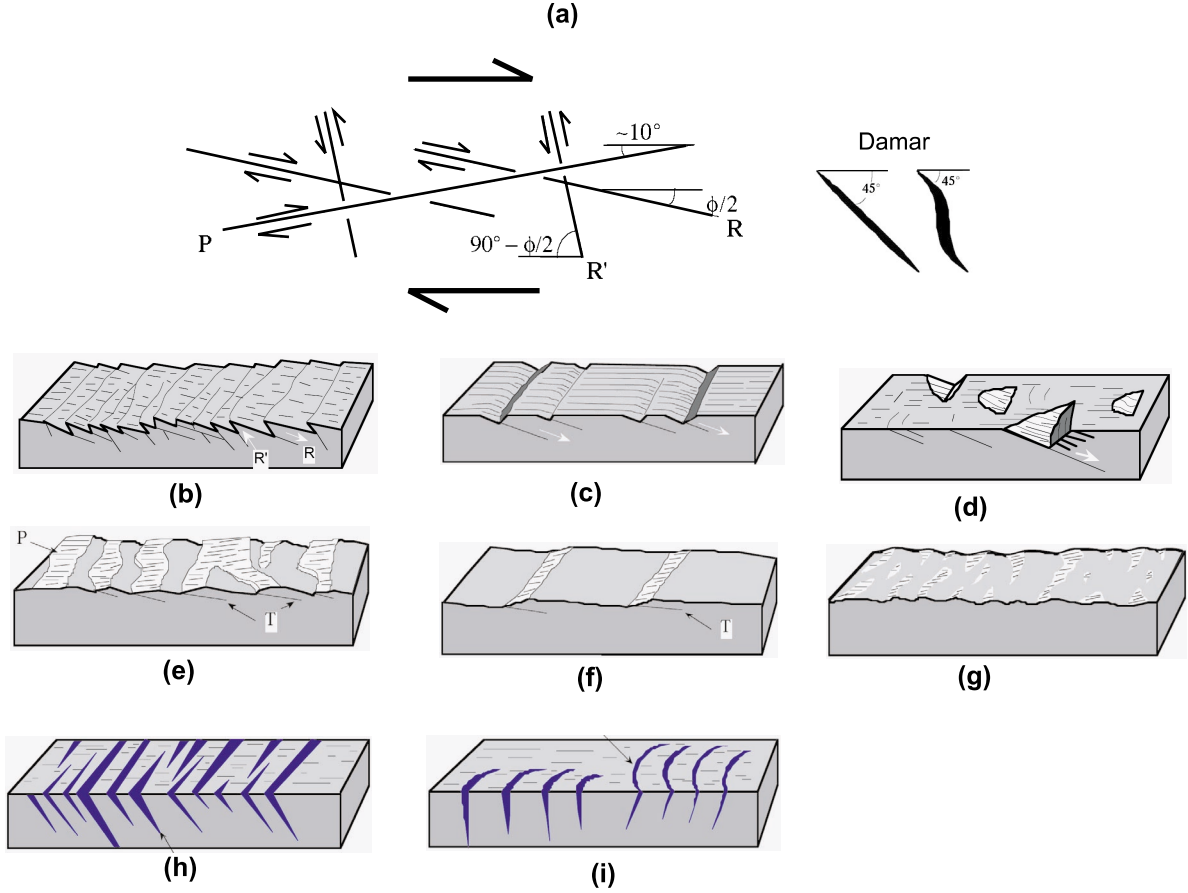 (a)
~10°
Damar
45°
45°
ϕ/2
P
R
90° – ϕ/2
R'
R'
R
(b)
(c)
(d)
P
T
(e)
T
(f)
(g)
(h)
(i)